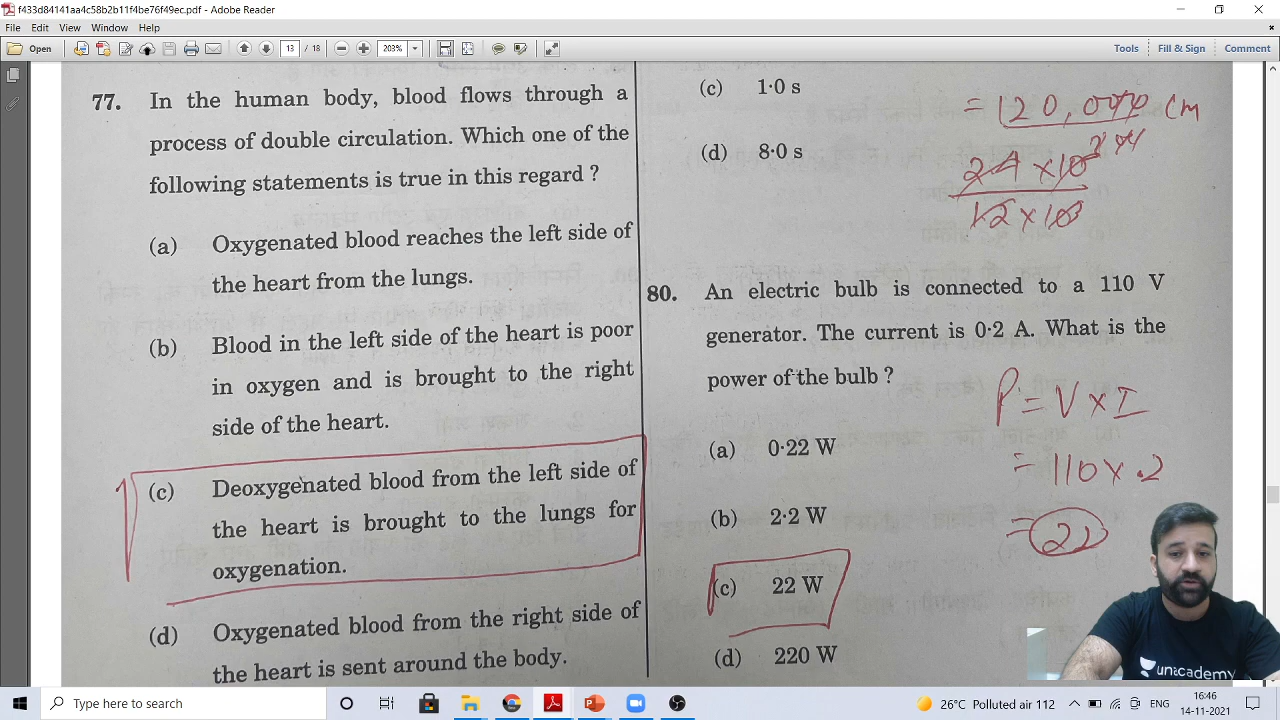 f433d84141aa4c58b2b11f4be76f49ec.pdf - Adobe Reader
File Edit View Window Help
Open 13 / 18 203% Tools Fill & Sign Comment
77. In the human body, blood flows through a
process of double circulation. Which one of the
following statements is true in this regard ?
(a) Oxygenated blood reaches the left side of
the heart from the lungs.
(b) Blood in the left side of the heart is poor
in oxygen and is brought to the right
side of the heart.
(c) Deoxygenated blood from the left side of
the heart is brought to the lungs for
oxygenation.
(d) Oxygenated blood from the right side of
the heart is sent around the body.
(c) 1·0 s
(d) 8·0 s
80. An electric bulb is connected to a 110 V
generator. The current is 0·2 A. What is the
power of the bulb ?
(a) 0·22 W
(b) 2·2 W
(c) 22 W
(d) 220 W
P = V × I
= 110 × .2
= 22
unacademy
Type here to search
26°C Polluted air 112
ENG
16:46
14-11-2021